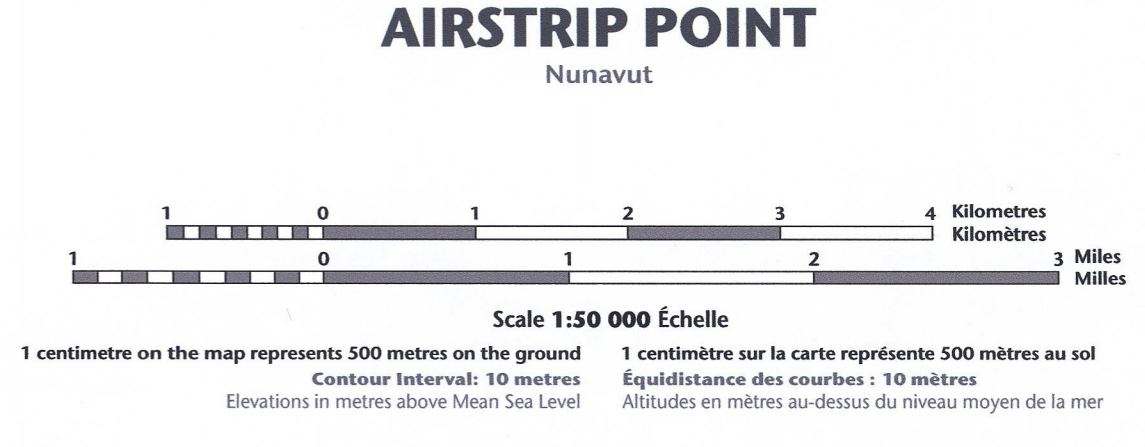 AIRSTRIP POINT
Nunavut
1 0 1 2 3 4 Kilometres
Kilomètres
1 0 1 2 3 Miles
Milles
Scale 1:50 000 Échelle
1 centimetre on the map represents 500 metres on the ground
Contour Interval: 10 metres
Elevations in metres above Mean Sea Level
1 centimètre sur la carte représente 500 mètres au sol
Équidistance des courbes : 10 mètres
Altitudes en mètres au-dessus du niveau moyen de la mer